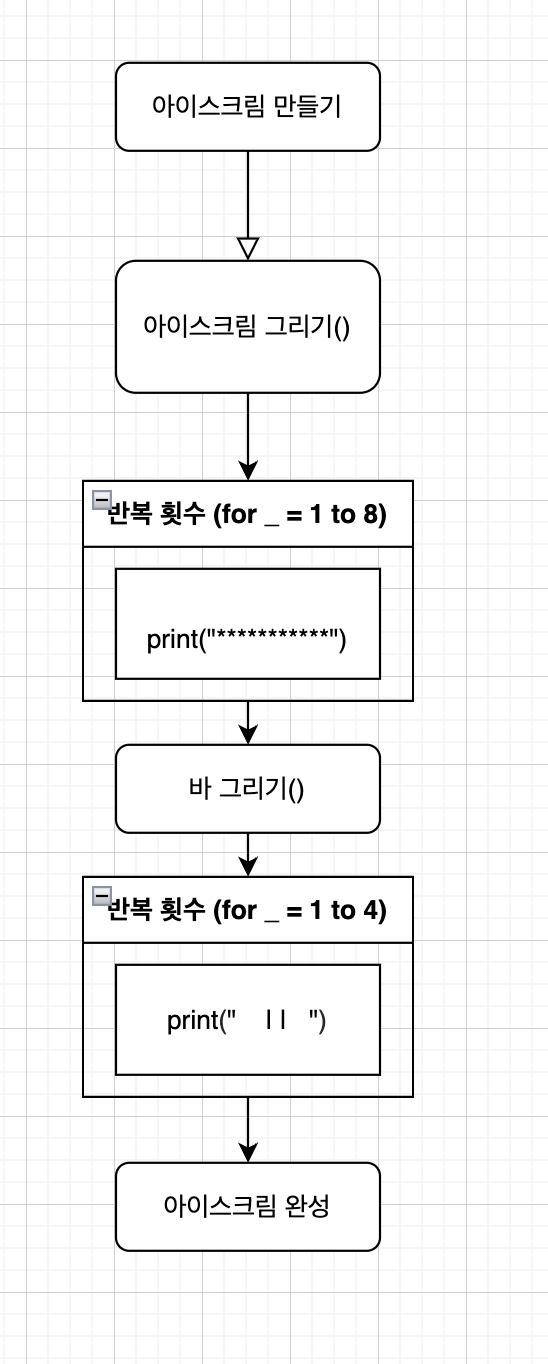 아이스크림 만들기
아이스크림 그리기()
반복 횟수 (for _ = 1 to 8)
print("***********")
바 그리기()
반복 횟수 (for _ = 1 to 4)
print("    l l   ")
아이스크림 완성